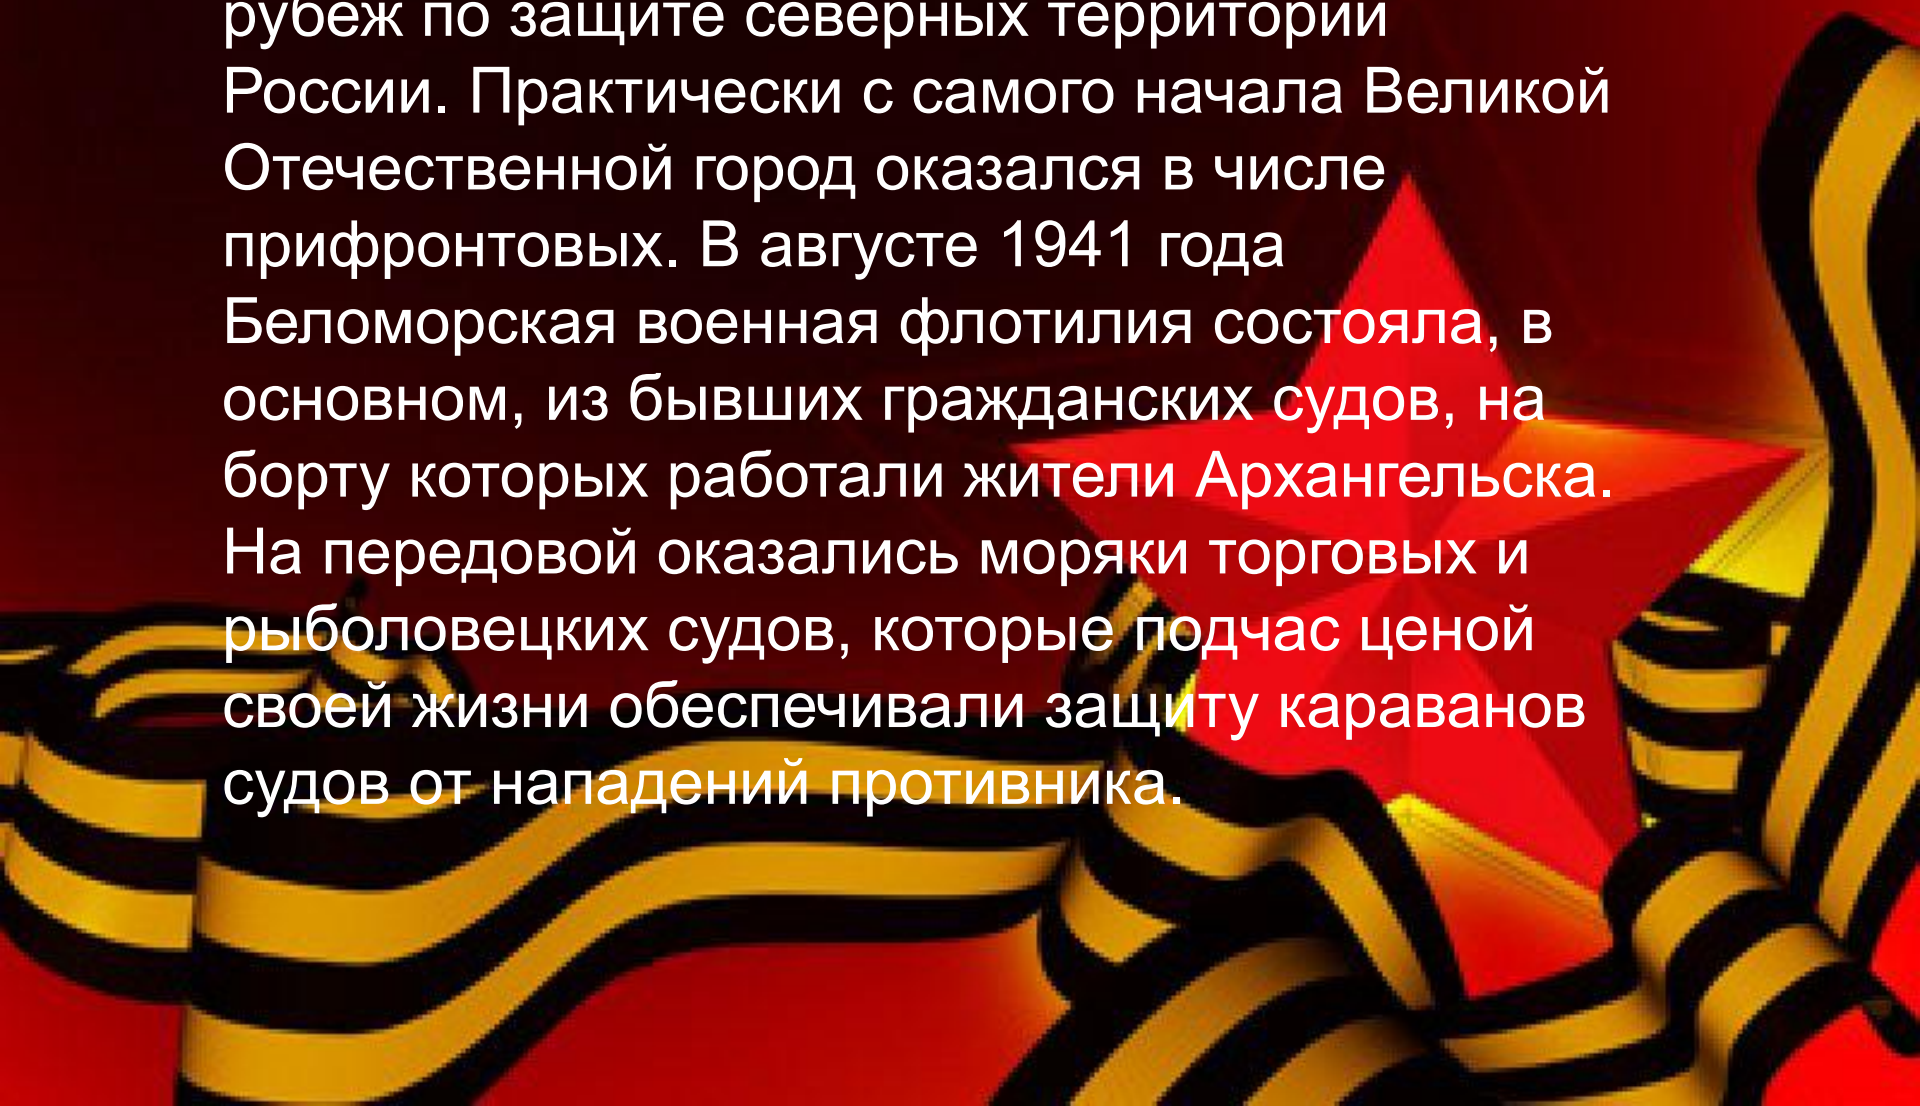 рубеж по защите северных территорий
России. Практически с самого начала Великой
Отечественной город оказался в числе
прифронтовых. В августе 1941 года
Беломорская военная флотилия состояла, в
основном, из бывших гражданских судов, на
борту которых работали жители Архангельска.
На передовой оказались моряки торговых и
рыболовецких судов, которые подчас ценой
своей жизни обеспечивали защиту караванов
судов от нападений противника.